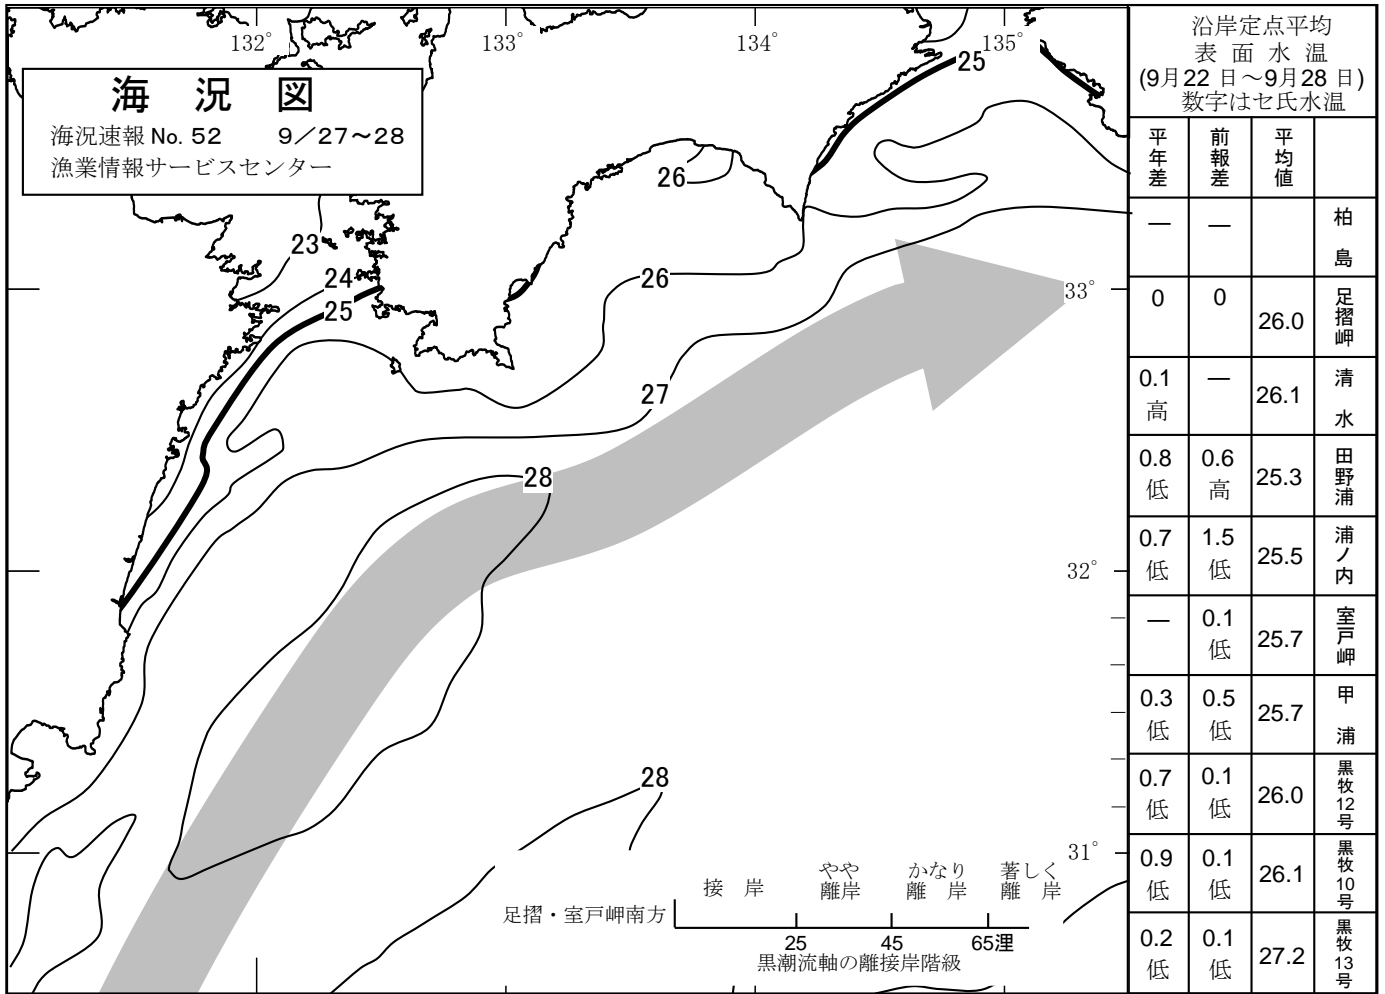 132°
133°
134°
135°
海 況 図
海況速報 No. 52 9／27～28
漁業情報サービスセンター
25
26
23
24
25
26
33°
27
28
32°
28
31°
接 岸
やや
離岸
かなり
離 岸
著しく
離 岸
足摺・室戸岬南方
25 45 65浬
黒潮流軸の離接岸階級
沿岸定点平均
表 面 水 温
(9月22 日～9月28 日)
数字はセ氏水温
平年差 前報差 平均値
— — 柏島
0 0 26.0 足摺岬
0.1高 — 26.1 清水
0.8低 0.6高 25.3 田野浦
0.7低 1.5低 25.5 浦ノ内
— 0.1低 25.7 室戸岬
0.3低 0.5低 25.7 甲浦
0.7低 0.1低 26.0 黒牧12号
0.9低 0.1低 26.1 黒牧10号
0.2低 0.1低 27.2 黒牧13号